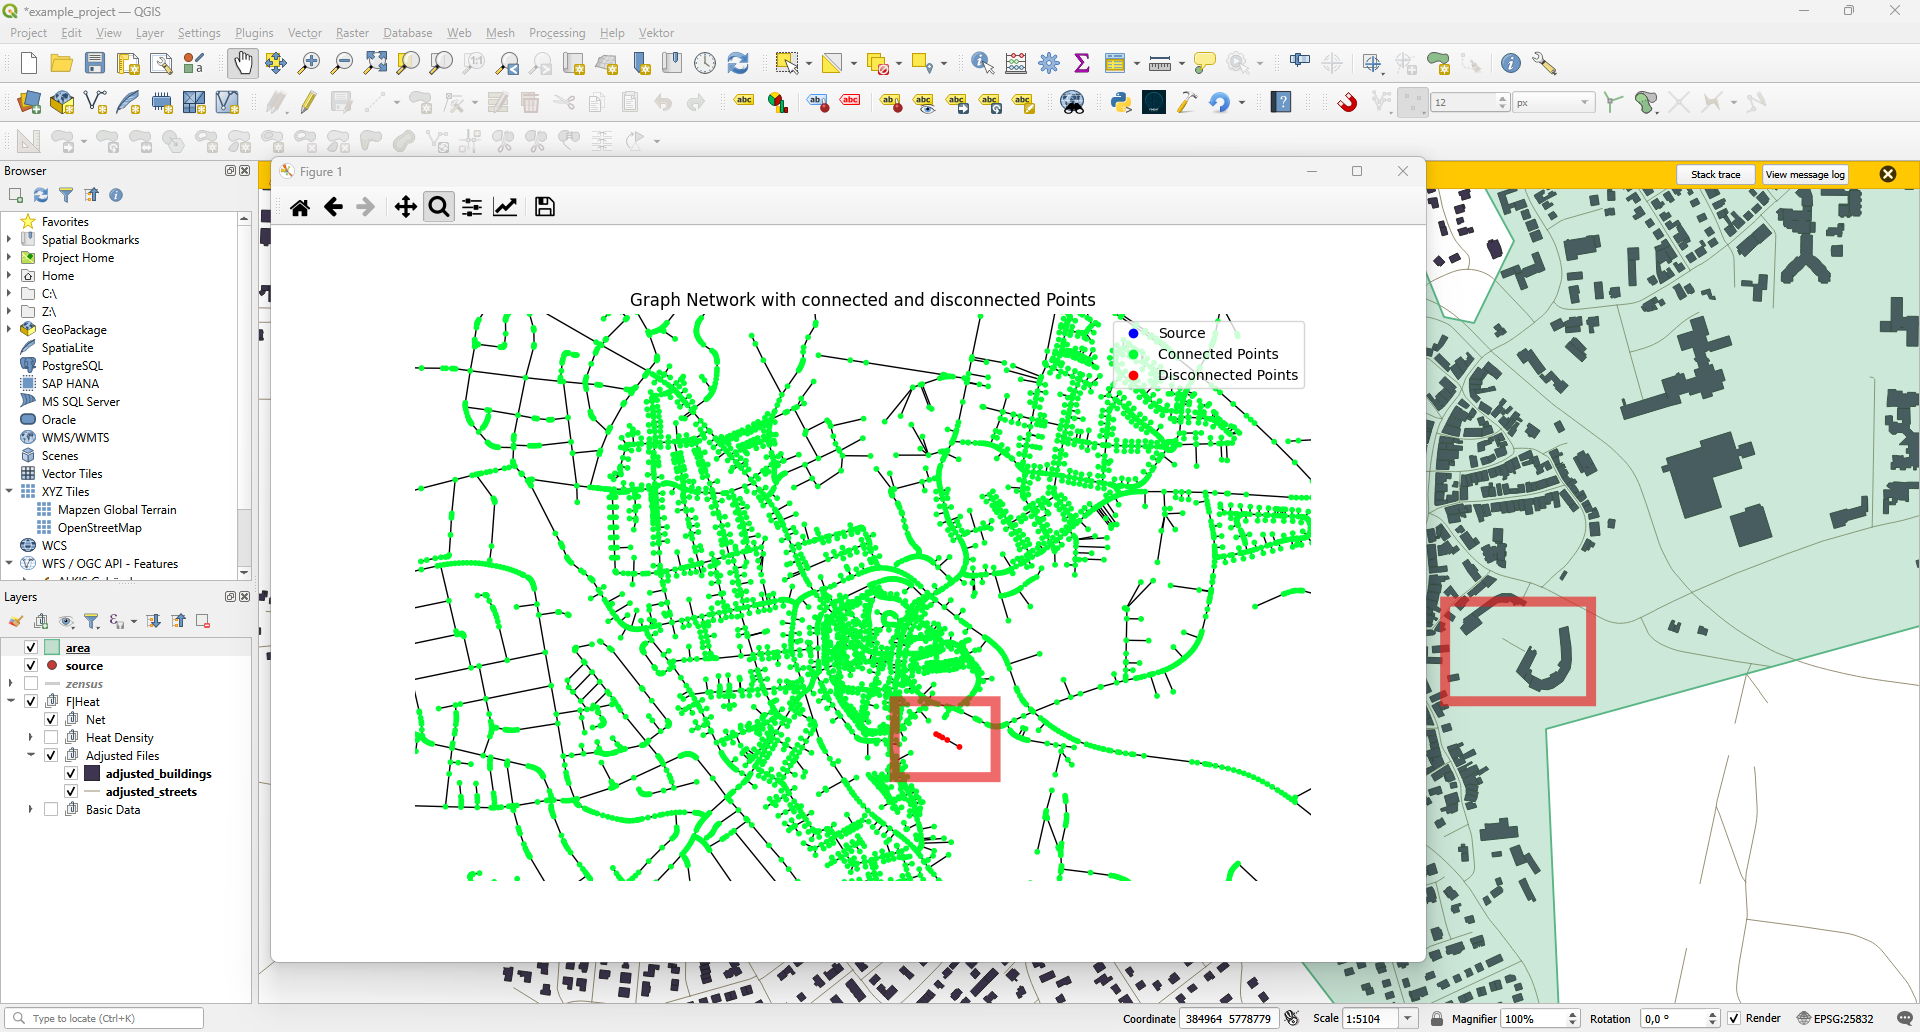 *example_project — QGIS
Project Edit View Layer Settings Plugins Vector Raster Database Web Mesh Processing Help Vektor
12 px
Browser
Favorites
Spatial Bookmarks
Project Home
Home
C:\
Z:\
GeoPackage
SpatiaLite
PostgreSQL
SAP HANA
MS SQL Server
Oracle
WMS/WMTS
Scenes
Vector Tiles
XYZ Tiles
Mapzen Global Terrain
OpenStreetMap
WCS
WFS / OGC API - Features
Layers
area
source
zensus
F|Heat
Net
Heat Density
Adjusted Files
adjusted_buildings
adjusted_streets
Basic Data
Figure 1
Graph Network with connected and disconnected Points
Source
Connected Points
Disconnected Points
Stack trace View message log
Type to locate (Ctrl+K)
Coordinate 384964 5778779 Scale 1:5104 Magnifier 100% Rotation 0,0 ° Render EPSG:25832